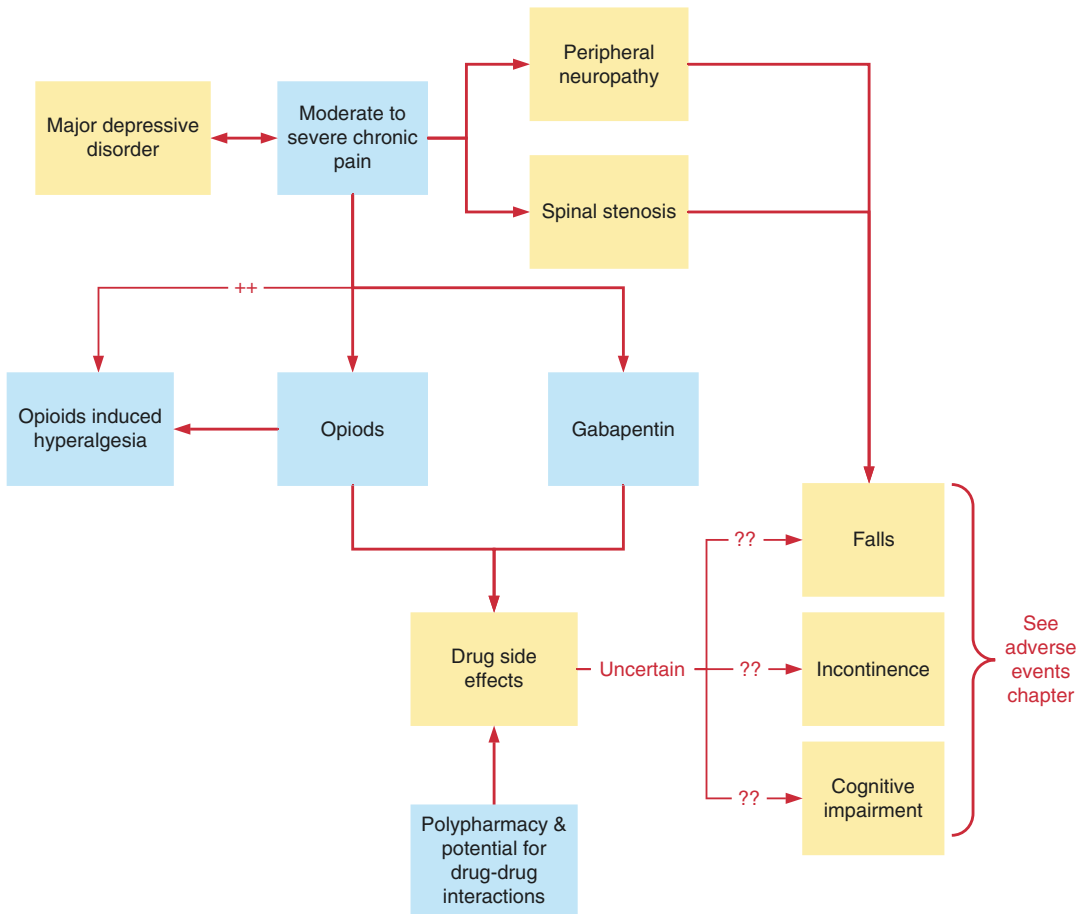 Peripheral
neuropathy
Major depressive
disorder
Moderate to
severe chronic
pain
Spinal stenosis
++
Opioids induced
hyperalgesia
Opiods
Gabapentin
??
Falls
Drug side
effects
Uncertain
??
Incontinence
See
adverse
events
chapter
??
Cognitive
impairment
Polypharmacy &
potential for
drug-drug
interactions